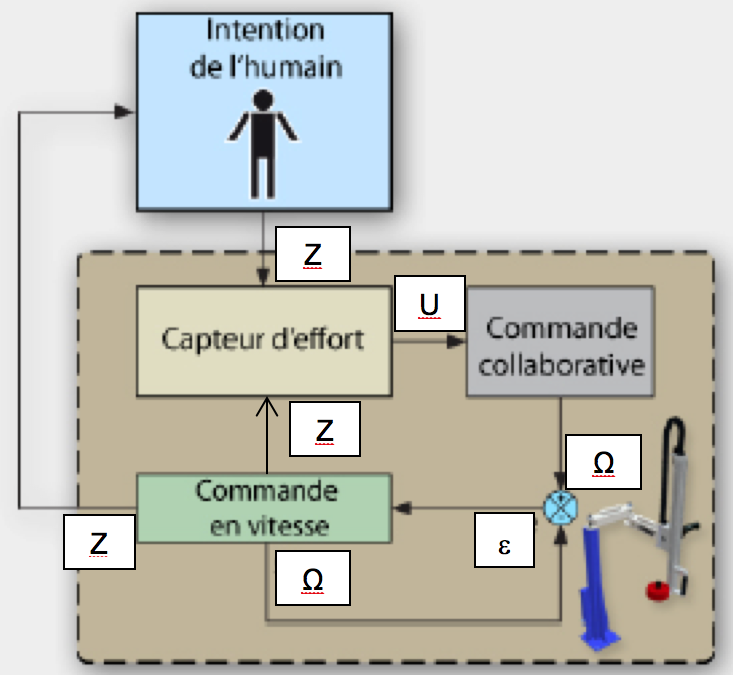 Intention
de l'humain
Z
U
Capteur d'effort
Commande
collaborative
Z
Ω
Commande
en vitesse
ε
Z
Ω